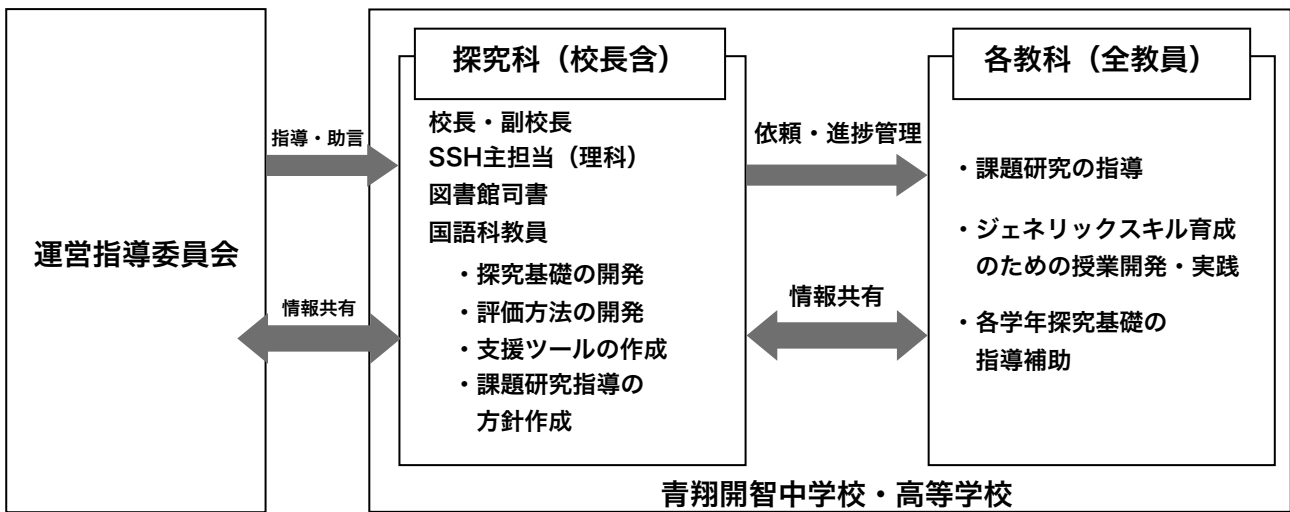 運営指導委員会
指導・助言
情報共有
探究科（校長含）
校長・副校長
SSH主担当（理科）
図書館司書
国語科教員
・探究基礎の開発
・評価方法の開発
・支援ツールの作成
・課題研究指導の
方針作成
依頼・進捗管理
情報共有
各教科（全教員）
・課題研究の指導
・ジェネリックスキル育成
のための授業開発・実践
・各学年探究基礎の
指導補助
青翔開智中学校・高等学校